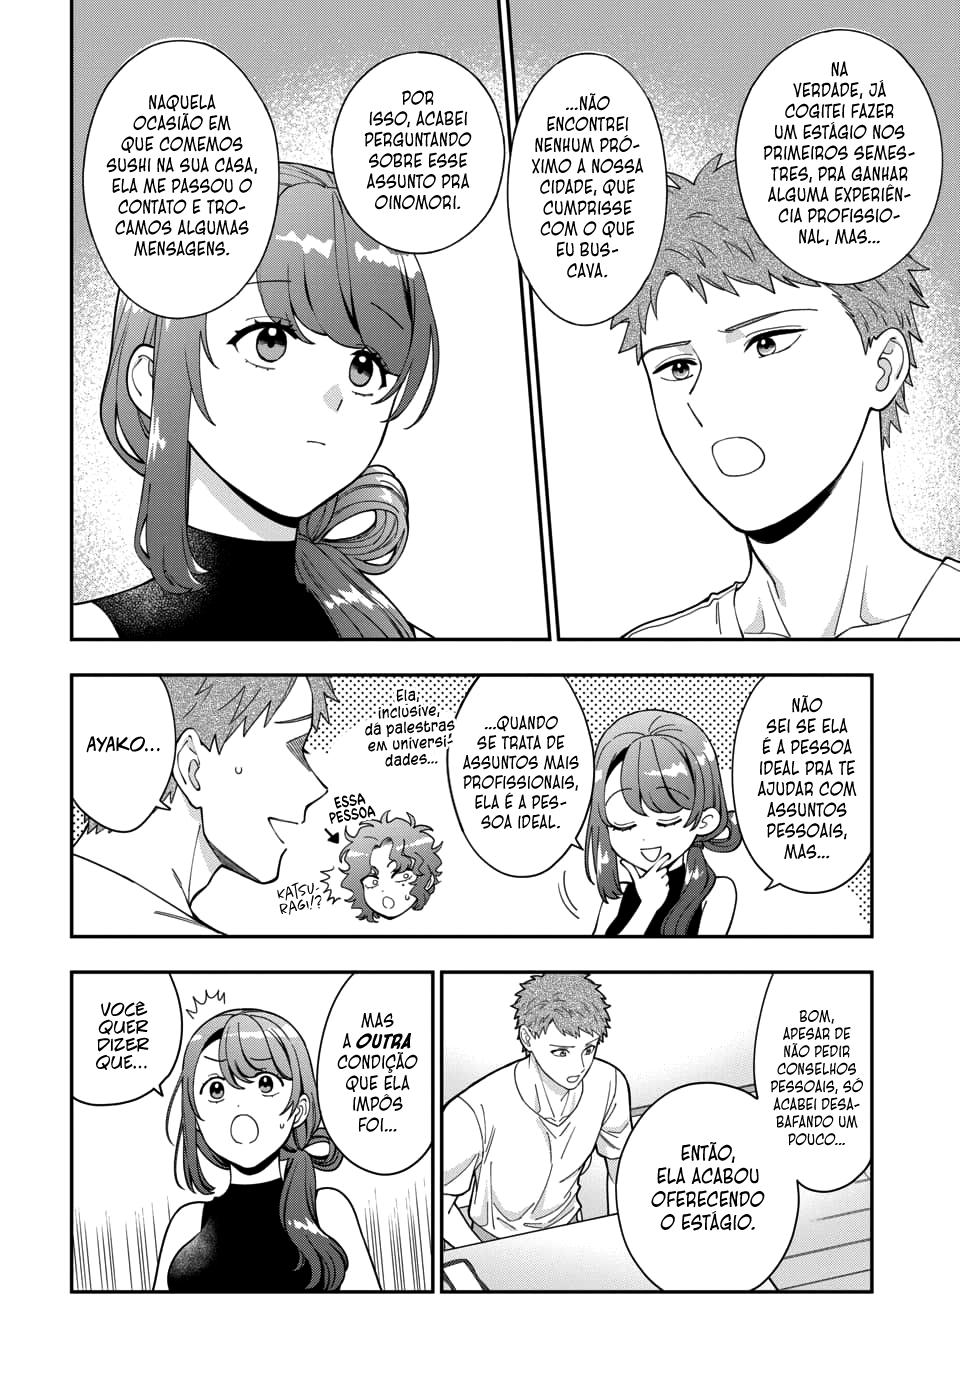 NA
VERDADE, JÁ
COGITEI FAZER
UM ESTÁGIO NOS
PRIMEIROS SEMES-
TRES, PRA GANHAR
ALGUMA EXPERIÊN-
CIA PROFISSIO-
NAL, MAS...
...NÃO
ENCONTREI
NENHUM PRÓ-
XIMO A NOSSA
CIDADE, QUE
CUMPRISSE
COM O QUE
EU BUS-
CAVA.
POR
ISSO, ACABEI
PERGUNTANDO
SOBRE ESSE
ASSUNTO PRA
OINOMORI.
NAQUELA
OCASIÃO EM
QUE COMEMOS
SUSHI NA SUA CASA,
ELA ME PASSOU O
CONTATO E TRO-
CAMOS ALGUMAS
MENSAGENS.
NÃO
SEI SE ELA
É A PESSOA
IDEAL PRA TE
AJUDAR COM
ASSUNTOS
PESSOAIS,
MAS...
...QUANDO
SE TRATA DE
ASSUNTOS MAIS
PROFISSIONAIS,
ELA É A PES-
SOA IDEAL.
Ela,
inclusive,
dá palestras
em universi-
dades...
ESSA
PESSOA
KATSU-
RAGI!?
AYAKO...
BOM,
APESAR DE
NÃO PEDIR
CONSELHOS
PESSOAIS, SÓ
ACABEI DESA-
BAFANDO UM
POUCO...
ENTÃO,
ELA ACABOU
OFERECENDO
O ESTÁGIO.
MAS
A OUTRA
CONDIÇÃO
QUE ELA
IMPÔS
FOI...
VOCÊ
QUER
DIZER
QUE...